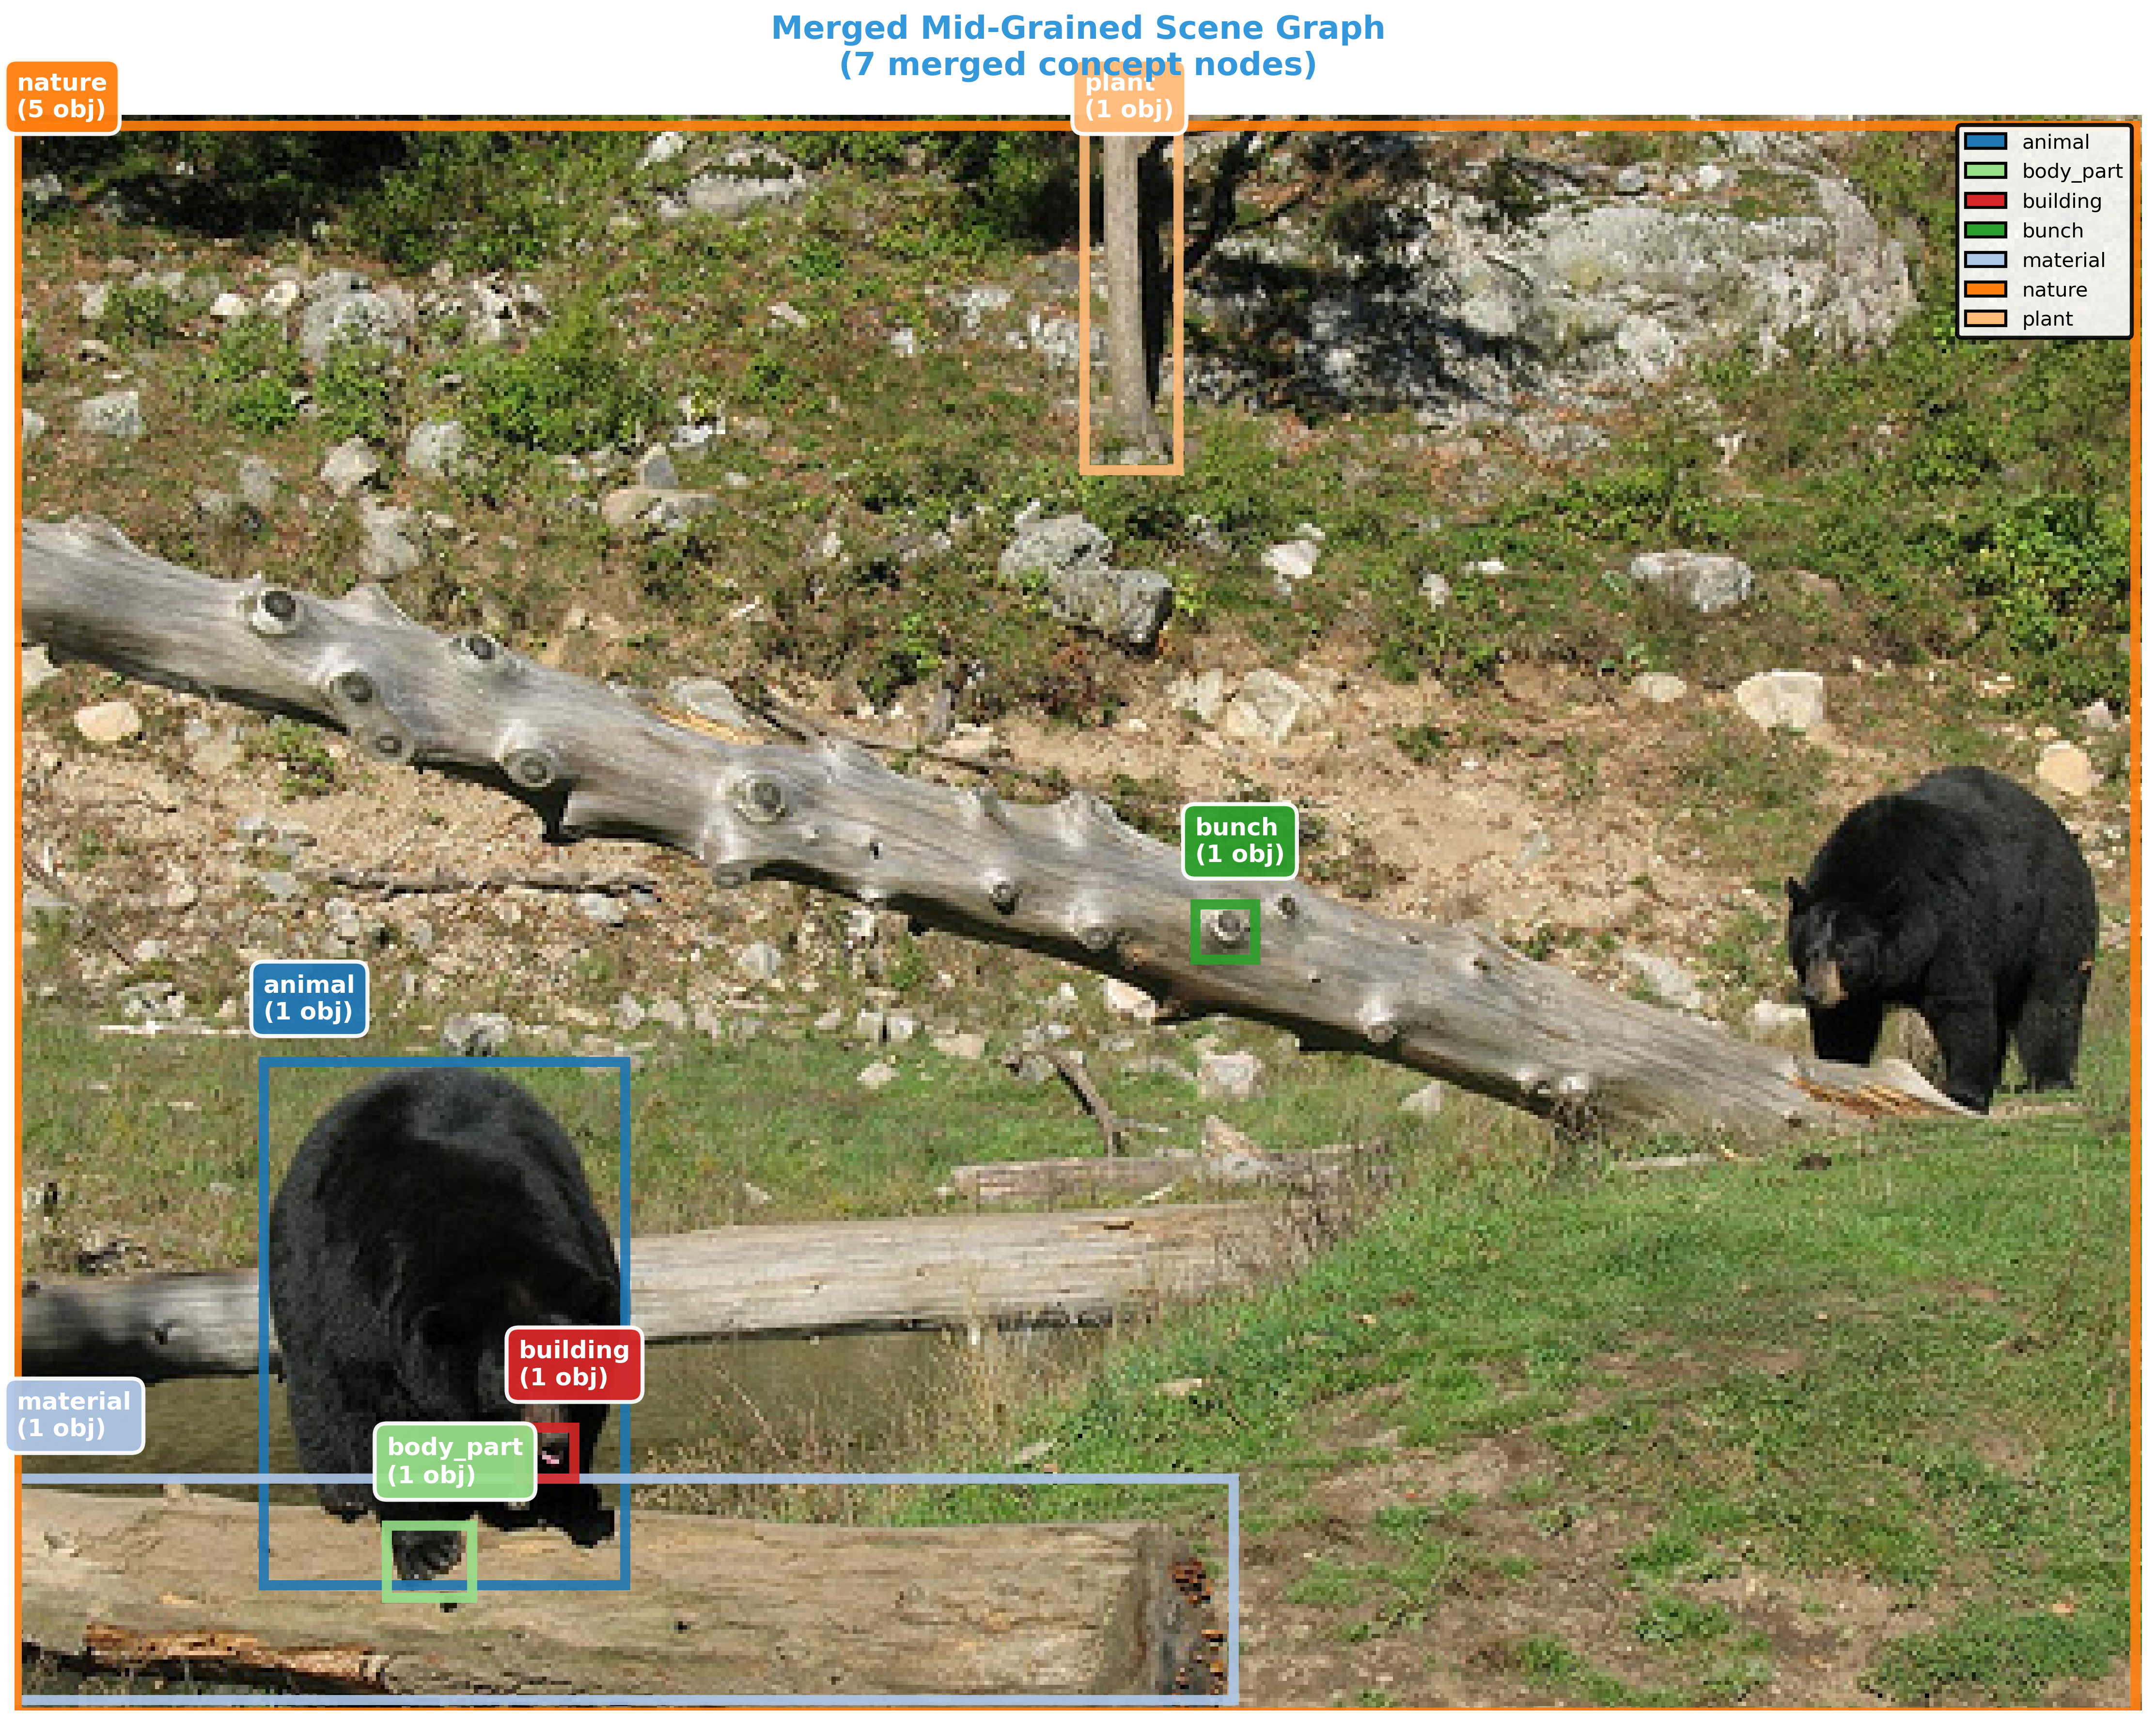 Merged Mid-Grained Scene Graph
(7 merged concept nodes)
nature
(5 obj)
plant
(1 obj)
animal
body_part
building
bunch
material
nature
plant
bunch
(1 obj)
animal
(1 obj)
building
(1 obj)
material
(1 obj)
body_part
(1 obj)